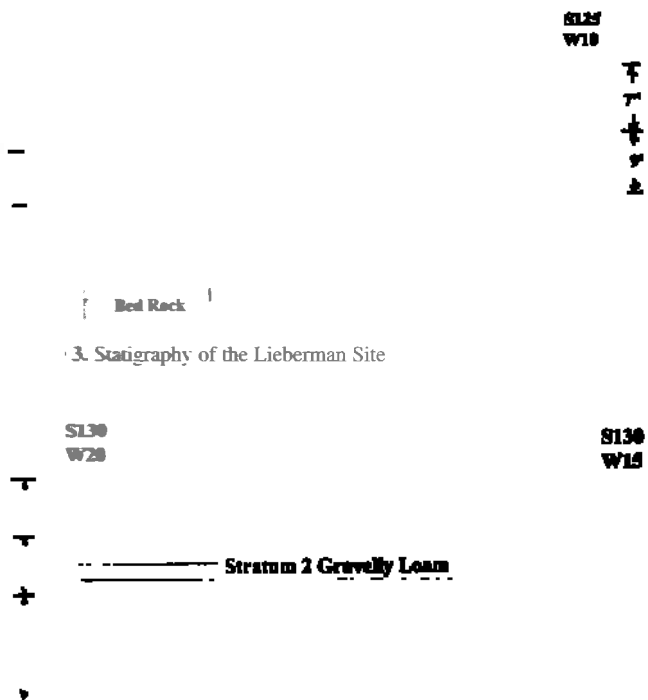 S125
W10
Bed Rock
3. Statigraphy of the Lieberman Site
S130
W20
S130
W15
Stratum 2 Gravelly Loam